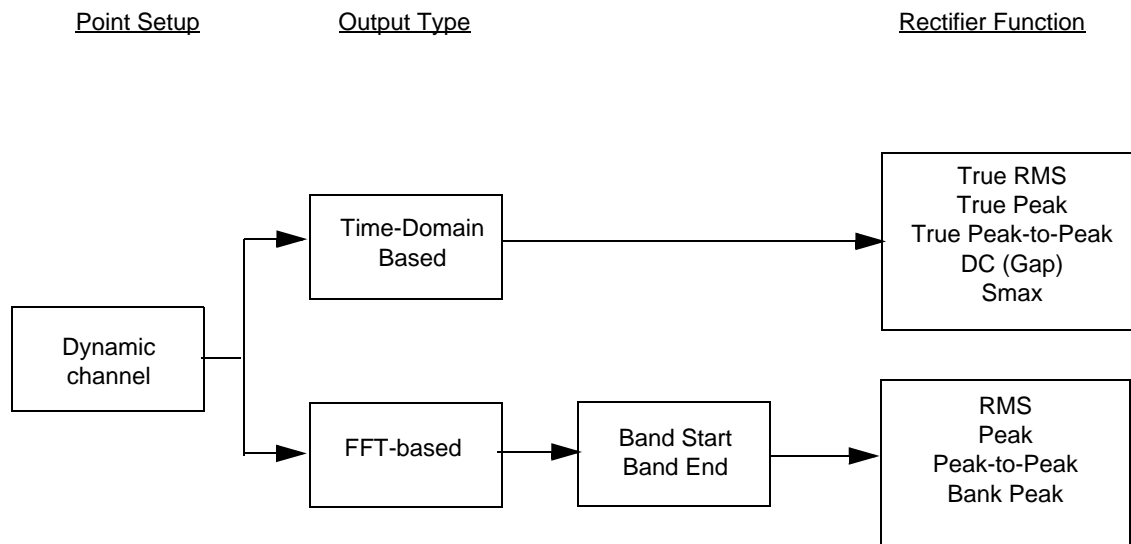 Point Setup
Output Type
Rectifier Function
True RMS
True Peak
True Peak-to-Peak
DC (Gap)
Smax
Time-Domain
Based
Dynamic
channel
FFT-based
Band Start
Band End
RMS
Peak
Peak-to-Peak
Bank Peak